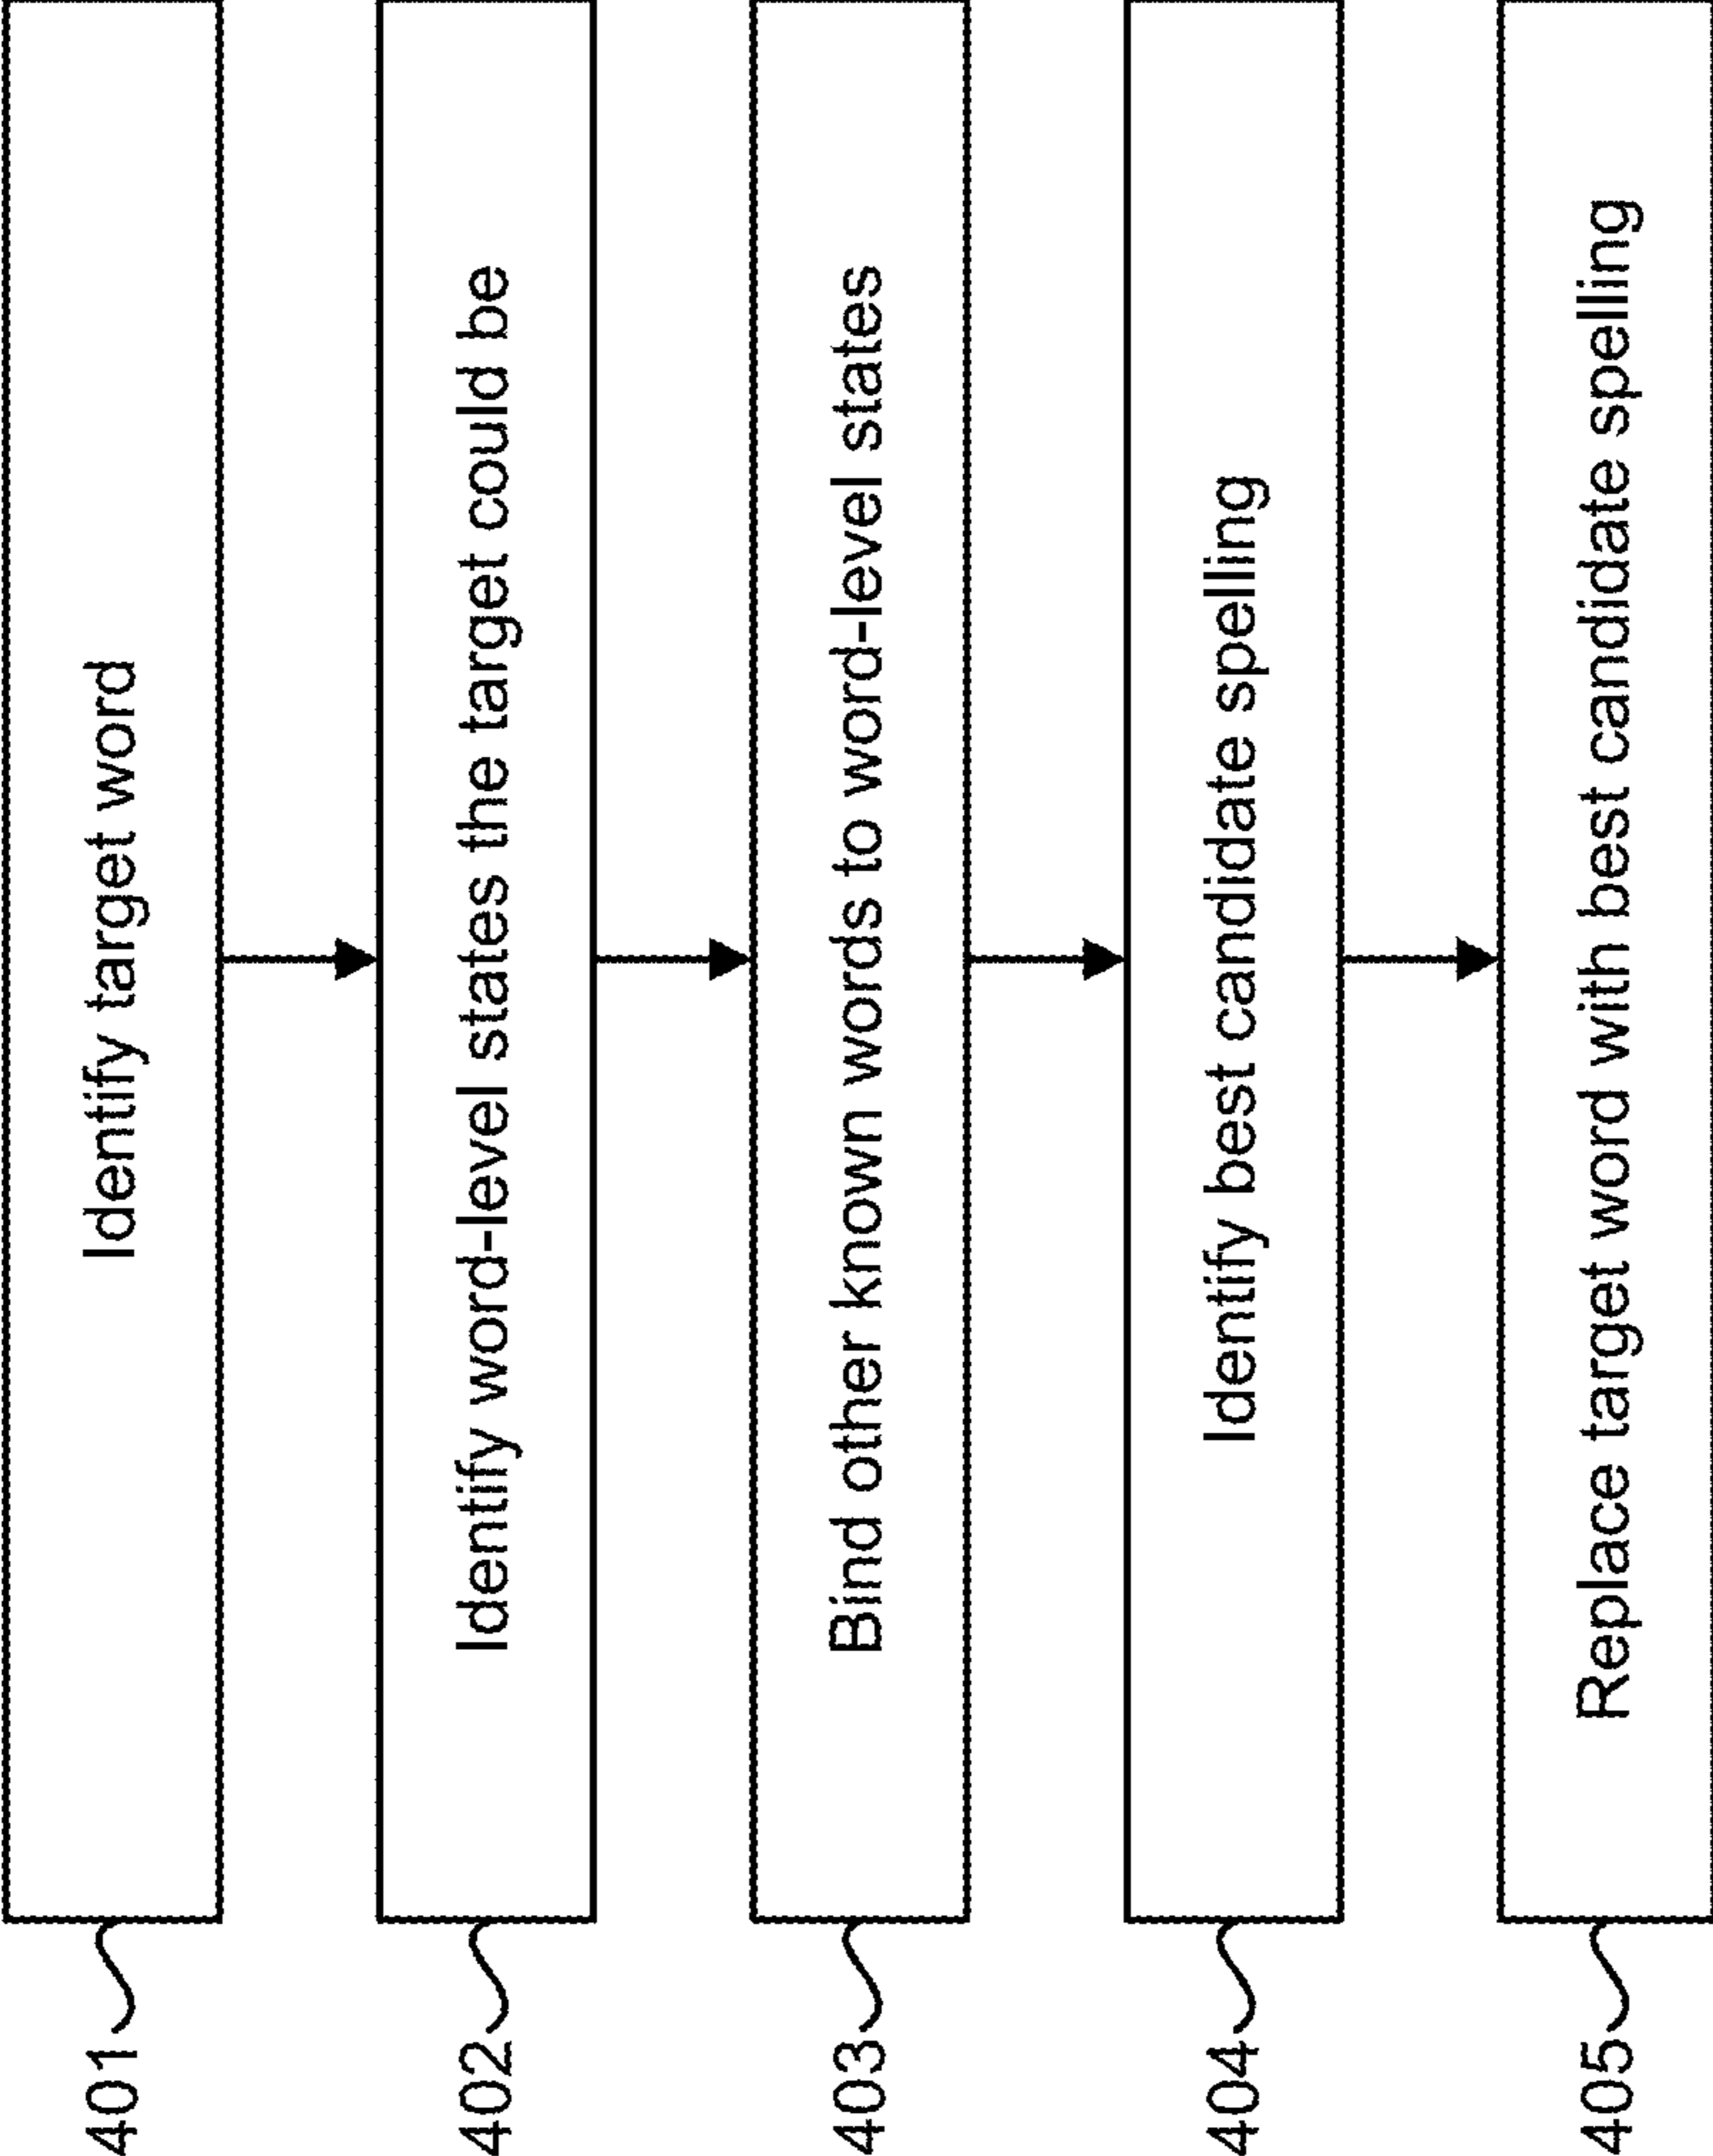 401
Identify target word
402
Identify word-level states the target could be
403
Bind other known words to word-level states
404
Identify best candidate spelling
405
Replace target word with best candidate spelling